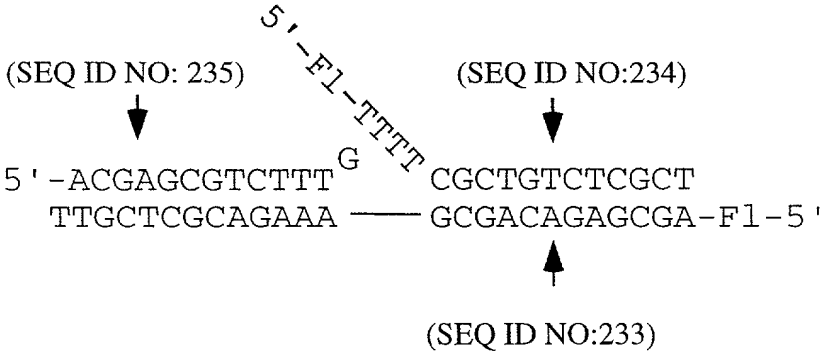 5'-Fl-TTTT
(SEQ ID NO: 235)
(SEQ ID NO:234)
5'-ACGAGCGTCTTT G CGCTGTCTCGCT
TTGCTCGCAGAAA GCGACAGAGCGA-Fl-5'
(SEQ ID NO:233)